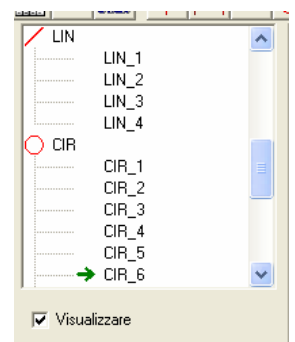 LIN
LIN_1
LIN_2
LIN_3
LIN_4
CIR
CIR_1
CIR_2
CIR_3
CIR_4
CIR_5
CIR_6
Visualizzare